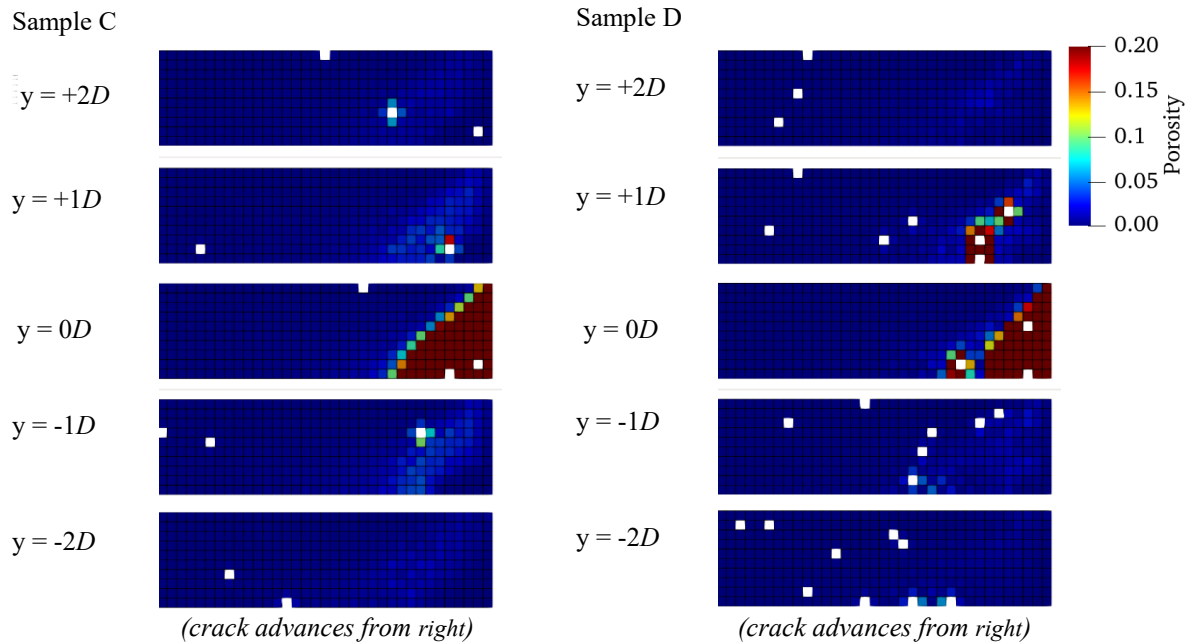 Sample C
Sample D
y = +2D
y = +2D
0.20
0.15
0.1
0.05
0.00
Porosity
y = +1D
y = +1D
y = 0D
y = 0D
y = -1D
y = -1D
y = -2D
y = -2D
(crack advances from right)
(crack advances from right)